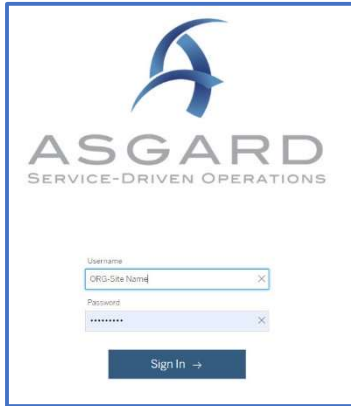 ASGARD
SERVICE-DRIVEN OPERATIONS
Username
ORG-Site Name
Password
•••••••••
Sign In →